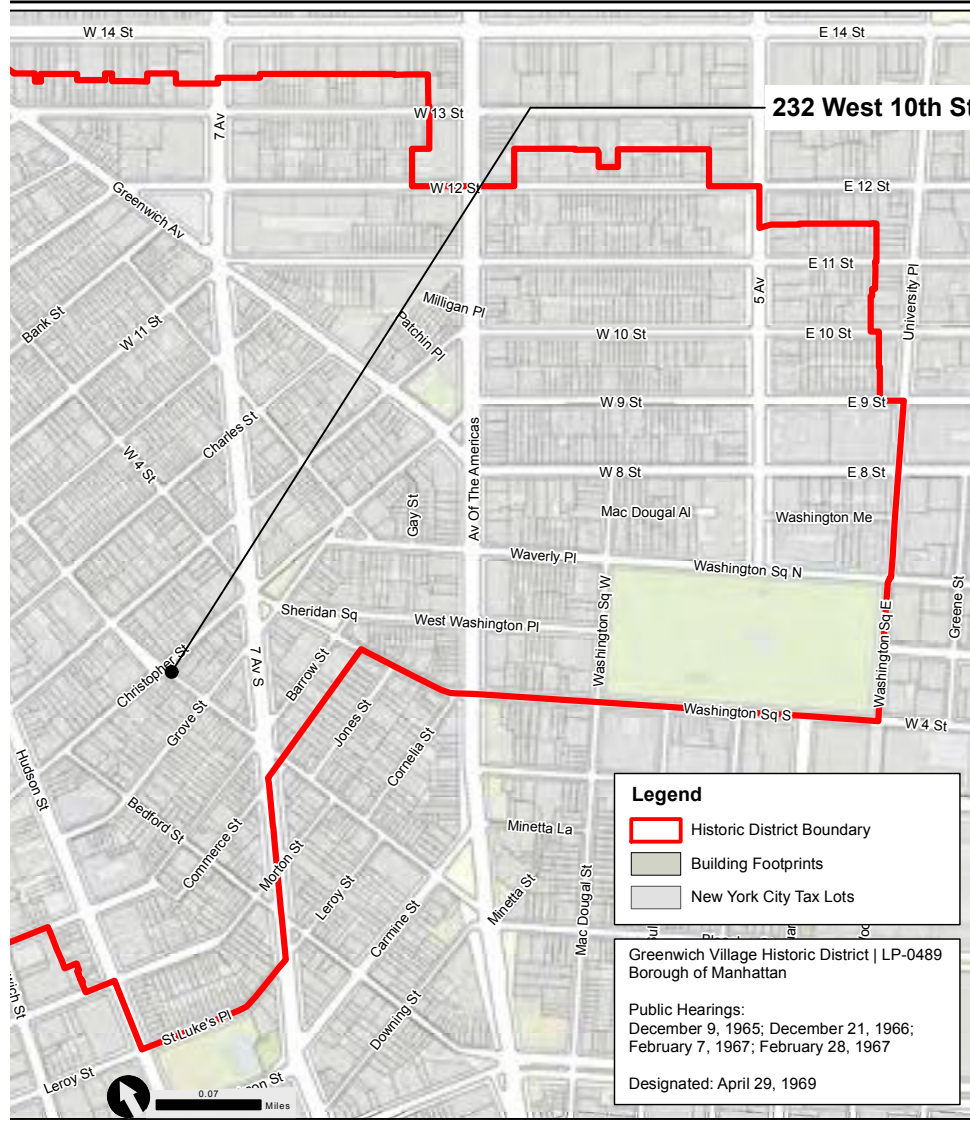 W 14 St
E 14 St
232 West 10th St
W 13 St
7 Av
W 12 St
E 12 St
Greenwich Av
E 11 St
University Pl
5 Av
Milligan Pl
Bank St
W 11 St
Patchin Pl
W 10 St
E 10 St
W 9 St
E 9 St
Charles St
W 4 St
Av Of The Americas
W 8 St
E 8 St
Gay St
Mac Dougal Al
Washington Me
Waverly Pl
Washington Sq N
Sheridan Sq
West Washington Pl
Washington Sq W
Washington Sq E
Greene St
7 Av S
Barrow St
Christopher St
Grove St
Jones St
Cornelia St
Washington Sq S
W 4 St
Hudson St
Bedford St
Commerce St
Morton St
Leroy St
Carmine St
Minetta La
Minetta St
Mac Dougal St
Legend
Historic District Boundary
Building Footprints
New York City Tax Lots
wich St
St Luke's Pl
Downing St
Leroy St
son St
Greenwich Village Historic District | LP-0489
Borough of Manhattan
Public Hearings:
December 9, 1965; December 21, 1966;
February 7, 1967; February 28, 1967
Designated: April 29, 1969
0.07
Miles